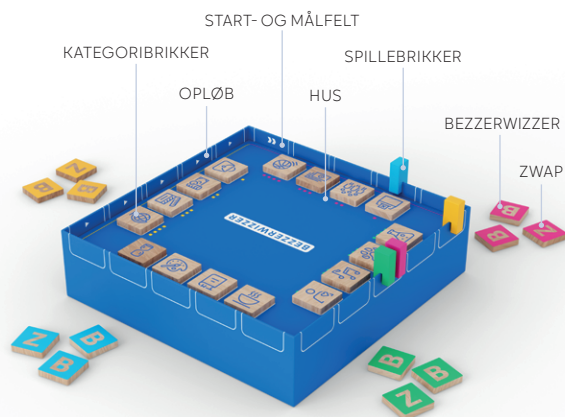 START- OG MÅLFELT
KATEGORIBRIKKER
SPILLEBRIKKER
OPLØB
HUS
BEZZERWIZZER
ZWAP
BEZZERWIZZER
Z
B
B
B
B
Z
Z
B
B
B
B
Z